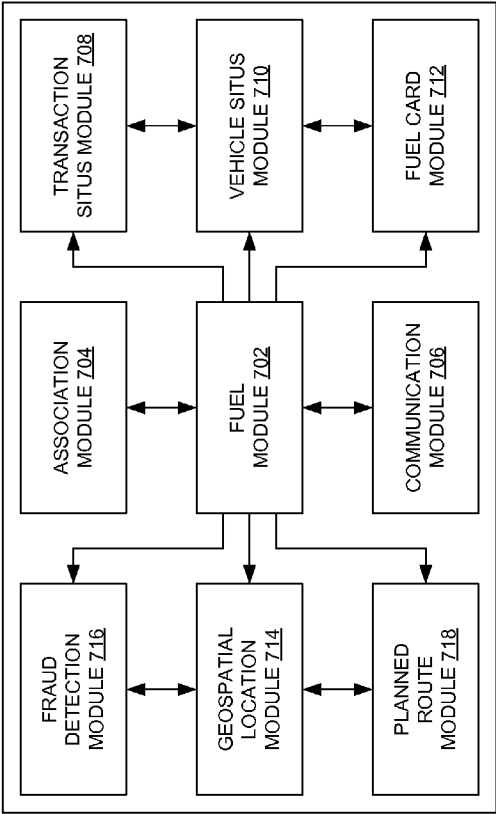 FRAUD
DETECTION
MODULE 716
ASSOCIATION
MODULE 704
TRANSACTION
SITUS MODULE 708
GEOSPATIAL
LOCATION
MODULE 714
FUEL
MODULE 702
VEHICLE SITUS
MODULE 710
PLANNED
ROUTE
MODULE 718
COMMUNICATION
MODULE 706
FUEL CARD
MODULE 712